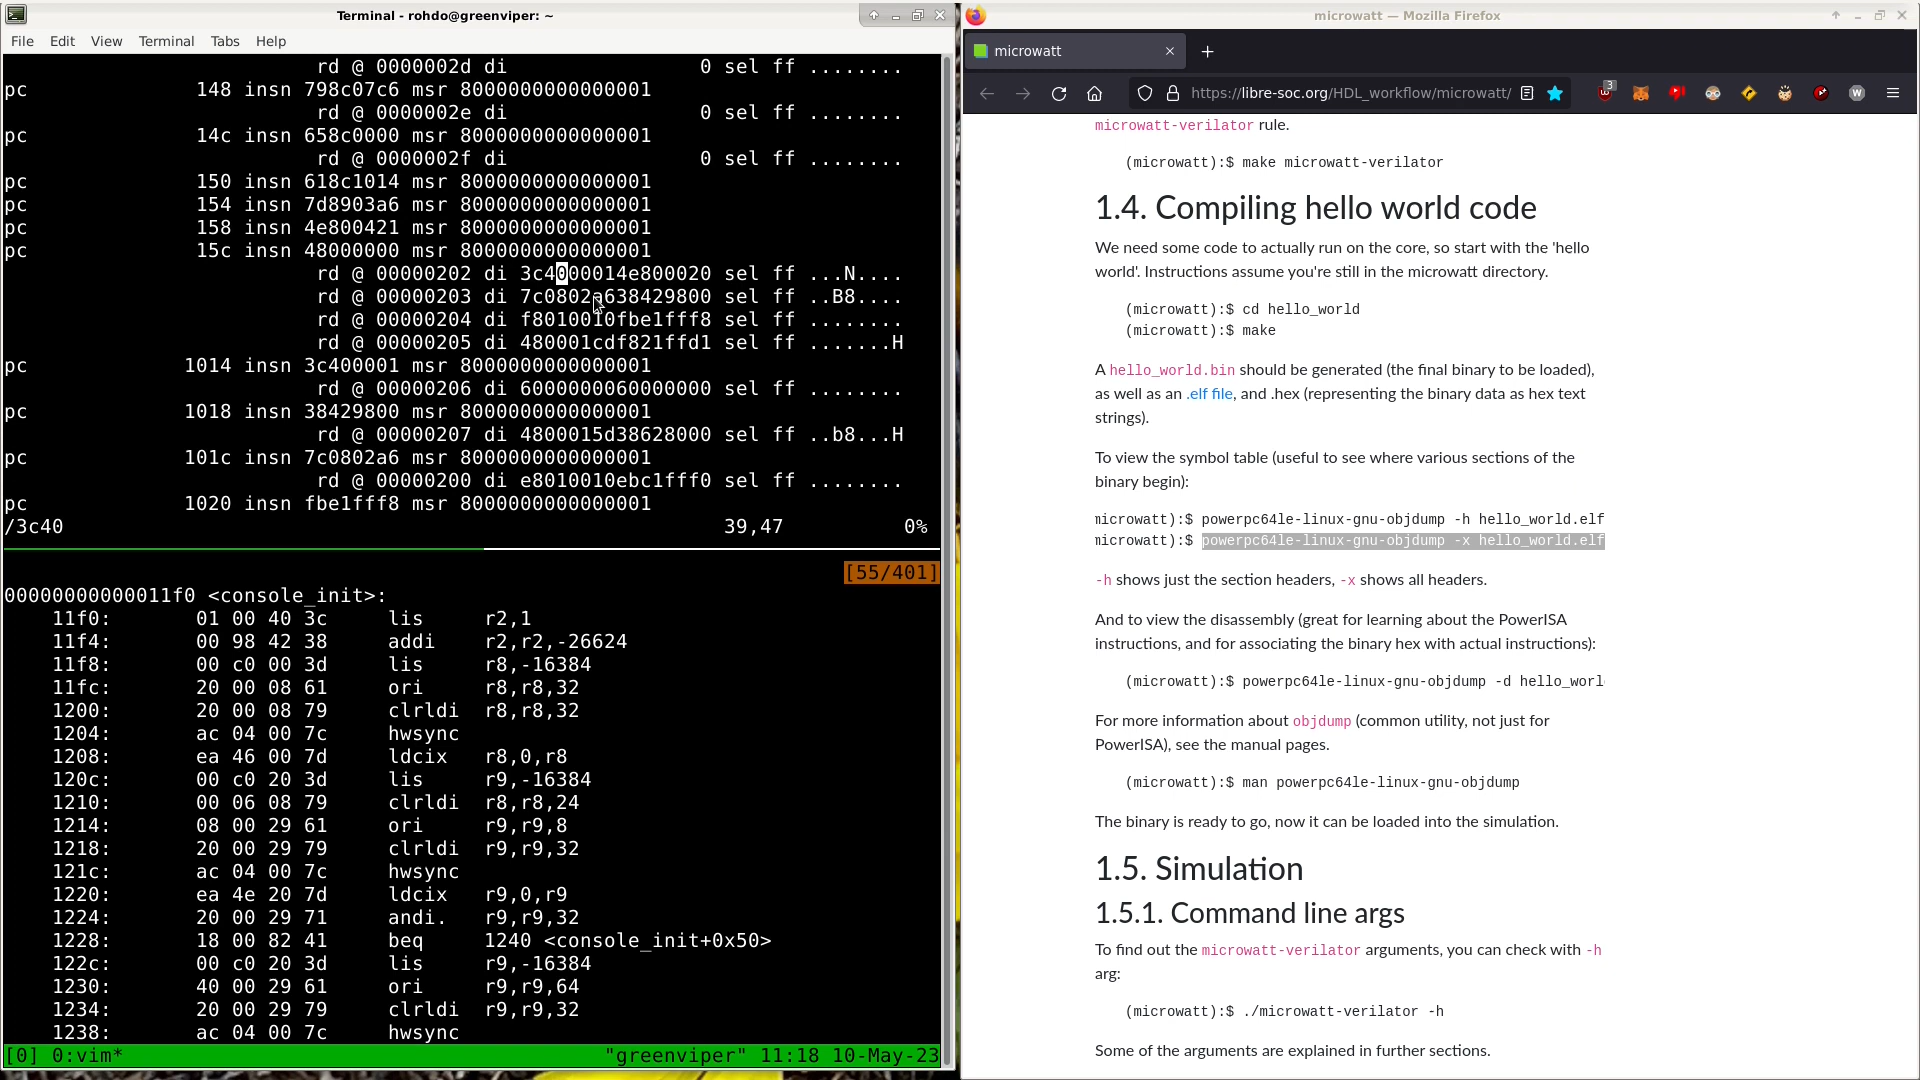 Terminal - rohdo@greenviper: ~
File Edit View Terminal Tabs Help
rd @ 0000002d di 0 sel ff ........
pc 148 insn 798c07c6 msr 8000000000000001
rd @ 0000002e di 0 sel ff ........
pc 14c insn 658c0000 msr 8000000000000001
rd @ 0000002f di 0 sel ff ........
pc 150 insn 618c1014 msr 8000000000000001
pc 154 insn 7d8903a6 msr 8000000000000001
pc 158 insn 4e800421 msr 8000000000000001
pc 15c insn 48000000 msr 8000000000000001
rd @ 00000202 di 3c4000014e800020 sel ff ...N....
rd @ 00000203 di 7c0802a638429800 sel ff ..B8....
rd @ 00000204 di f8010010fbe1fff8 sel ff ........
rd @ 00000205 di 480001cdf821ffd1 sel ff .......H
pc 1014 insn 3c400001 msr 8000000000000001
rd @ 00000206 di 6000000060000000 sel ff ........
pc 1018 insn 38429800 msr 8000000000000001
rd @ 00000207 di 4800015d38628000 sel ff ..b8...H
pc 101c insn 7c0802a6 msr 8000000000000001
rd @ 00000200 di e8010010ebc1fff0 sel ff ........
pc 1020 insn fbe1fff8 msr 8000000000000001
/3c40 39,47 0%
[55/401]
00000000000011f0 <console_init>:
11f0: 01 00 40 3c lis r2,1
11f4: 00 98 42 38 addi r2,r2,-26624
11f8: 00 c0 00 3d lis r8,-16384
11fc: 20 00 08 61 ori r8,r8,32
1200: 20 00 08 79 clrldi r8,r8,32
1204: ac 04 00 7c hwsync
1208: ea 46 00 7d ldcix r8,0,r8
120c: 00 c0 20 3d lis r9,-16384
1210: 00 06 08 79 clrldi r8,r8,24
1214: 08 00 29 61 ori r9,r9,8
1218: 20 00 29 79 clrldi r9,r9,32
121c: ac 04 00 7c hwsync
1220: ea 4e 20 7d ldcix r9,0,r9
1224: 20 00 29 71 andi. r9,r9,32
1228: 18 00 82 41 beq 1240 <console_init+0x50>
122c: 00 c0 20 3d lis r9,-16384
1230: 40 00 29 61 ori r9,r9,64
1234: 20 00 29 79 clrldi r9,r9,32
1238: ac 04 00 7c hwsync
[0] 0:vim* "greenviper" 11:18 10-May-23
microwatt — Mozilla Firefox
microwatt
https://libre-soc.org/HDL_workflow/microwatt/
3
microwatt-verilator rule.
(microwatt):$ make microwatt-verilator
1.4. Compiling hello world code
We need some code to actually run on the core, so start with the 'hello
world'. Instructions assume you're still in the microwatt directory.
(microwatt):$ cd hello_world
(microwatt):$ make
A hello_world.bin should be generated (the final binary to be loaded),
as well as an .elf file, and .hex (representing the binary data as hex text
strings).
To view the symbol table (useful to see where various sections of the
binary begin):
microwatt):$ powerpc64le-linux-gnu-objdump -h hello_world.elf
microwatt):$ powerpc64le-linux-gnu-objdump -x hello_world.elf
-h shows just the section headers, -x shows all headers.
And to view the disassembly (great for learning about the PowerISA
instructions, and for associating the binary hex with actual instructions):
(microwatt):$ powerpc64le-linux-gnu-objdump -d hello_worl
For more information about objdump (common utility, not just for
PowerISA), see the manual pages.
(microwatt):$ man powerpc64le-linux-gnu-objdump
The binary is ready to go, now it can be loaded into the simulation.
1.5. Simulation
1.5.1. Command line args
To find out the microwatt-verilator arguments, you can check with -h
arg:
(microwatt):$ ./microwatt-verilator -h
Some of the arguments are explained in further sections.